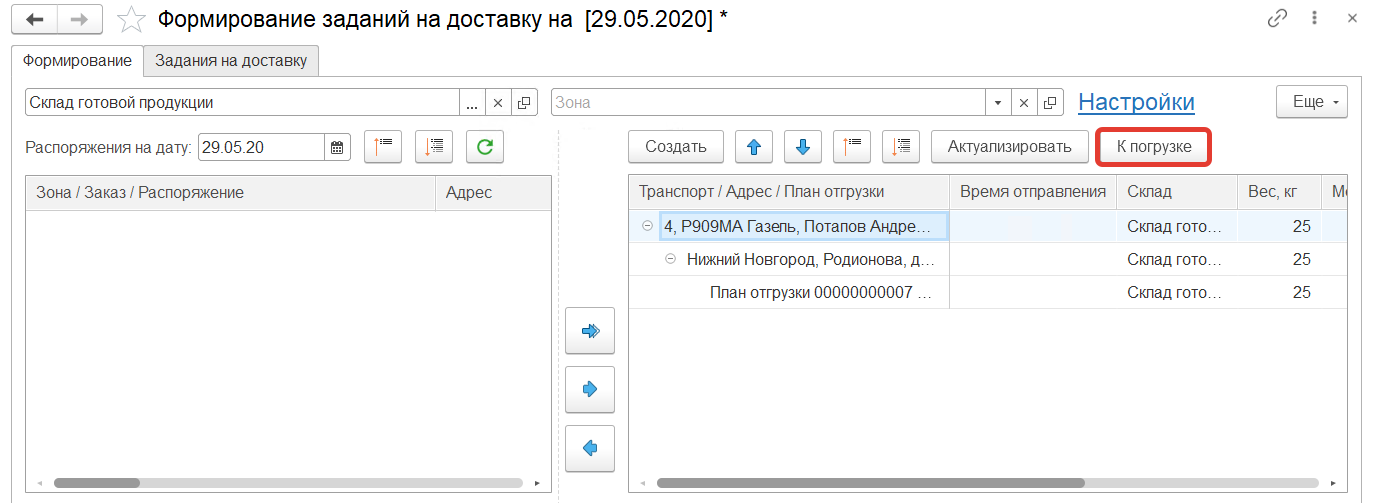 Формирование заданий на доставку на [29.05.2020] *
Формирование Задания на доставку
Склад готовой продукции ... Зона Настройки Еще
Распоряжения на дату: 29.05.20 Создать Актуализировать К погрузке
Зона / Заказ / Распоряжение Адрес Транспорт / Адрес / План отгрузки Время отправления Склад Вес, кг Ме
4, Р909МА Газель, Потапов Андре... Склад гото... 25
Нижний Новгород, Родионова, д... Склад гото... 25
План отгрузки 00000000007 ... Склад гото... 25